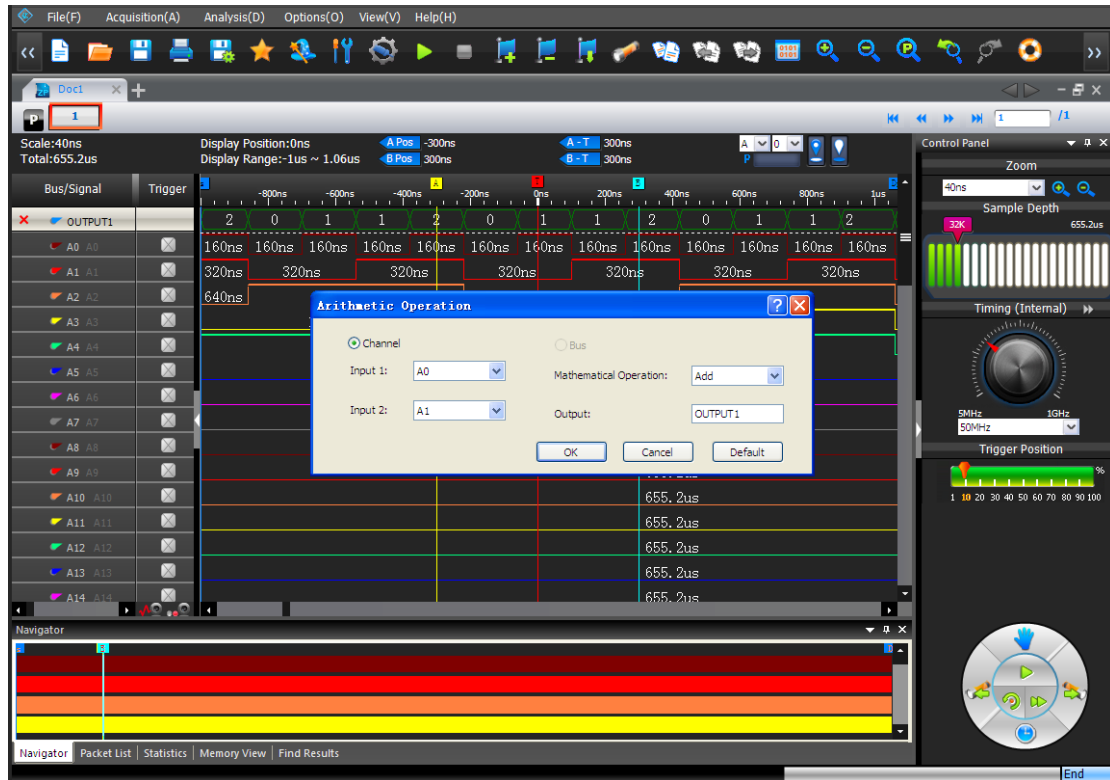 File(F) Acquisition(A) Analysis(D) Options(O) View(V) Help(H)
Doc1
P 1
1 /1
Scale:40ns Display Position:0ns A Pos -300ns A - T 300ns A 0
Total:655.2us Display Range:-1us ~ 1.06us B Pos 300ns B - T 300ns P
Control Panel
Zoom
40ns
Sample Depth
32K 655.2us
Timing (Internal)
5MHz 1GHz
50MHz
Trigger Position
%
1 10 20 30 40 50 60 70 80 90 100
Bus/Signal Trigger
-800ns -600ns -400ns -200ns 0ns 200ns 400ns 600ns 800ns 1us
A T B
OUTPUT1 2 0 1 1 2 0 1 1 2 0 1 1 2
A0 A0 160ns 160ns 160ns 160ns 160ns 160ns 160ns 160ns 160ns 160ns 160ns 160ns 160ns
A1 A1 320ns 320ns 320ns 320ns 320ns 320ns 320ns
A2 A2 640ns
A3 A3
A4 A4
A5 A5
A6 A6
A7 A7
A8 A8
A9 A9
A10 A10 655.2us
A11 A11 655.2us
A12 A12 655.2us
A13 A13 655.2us
A14 A14 655.2us
Arithmetic Operation
Channel Bus
Input 1: A0 Mathematical Operation: Add
Input 2: A1 Output: OUTPUT1
OK Cancel Default
Navigator
Navigator Packet List Statistics Memory View Find Results
End